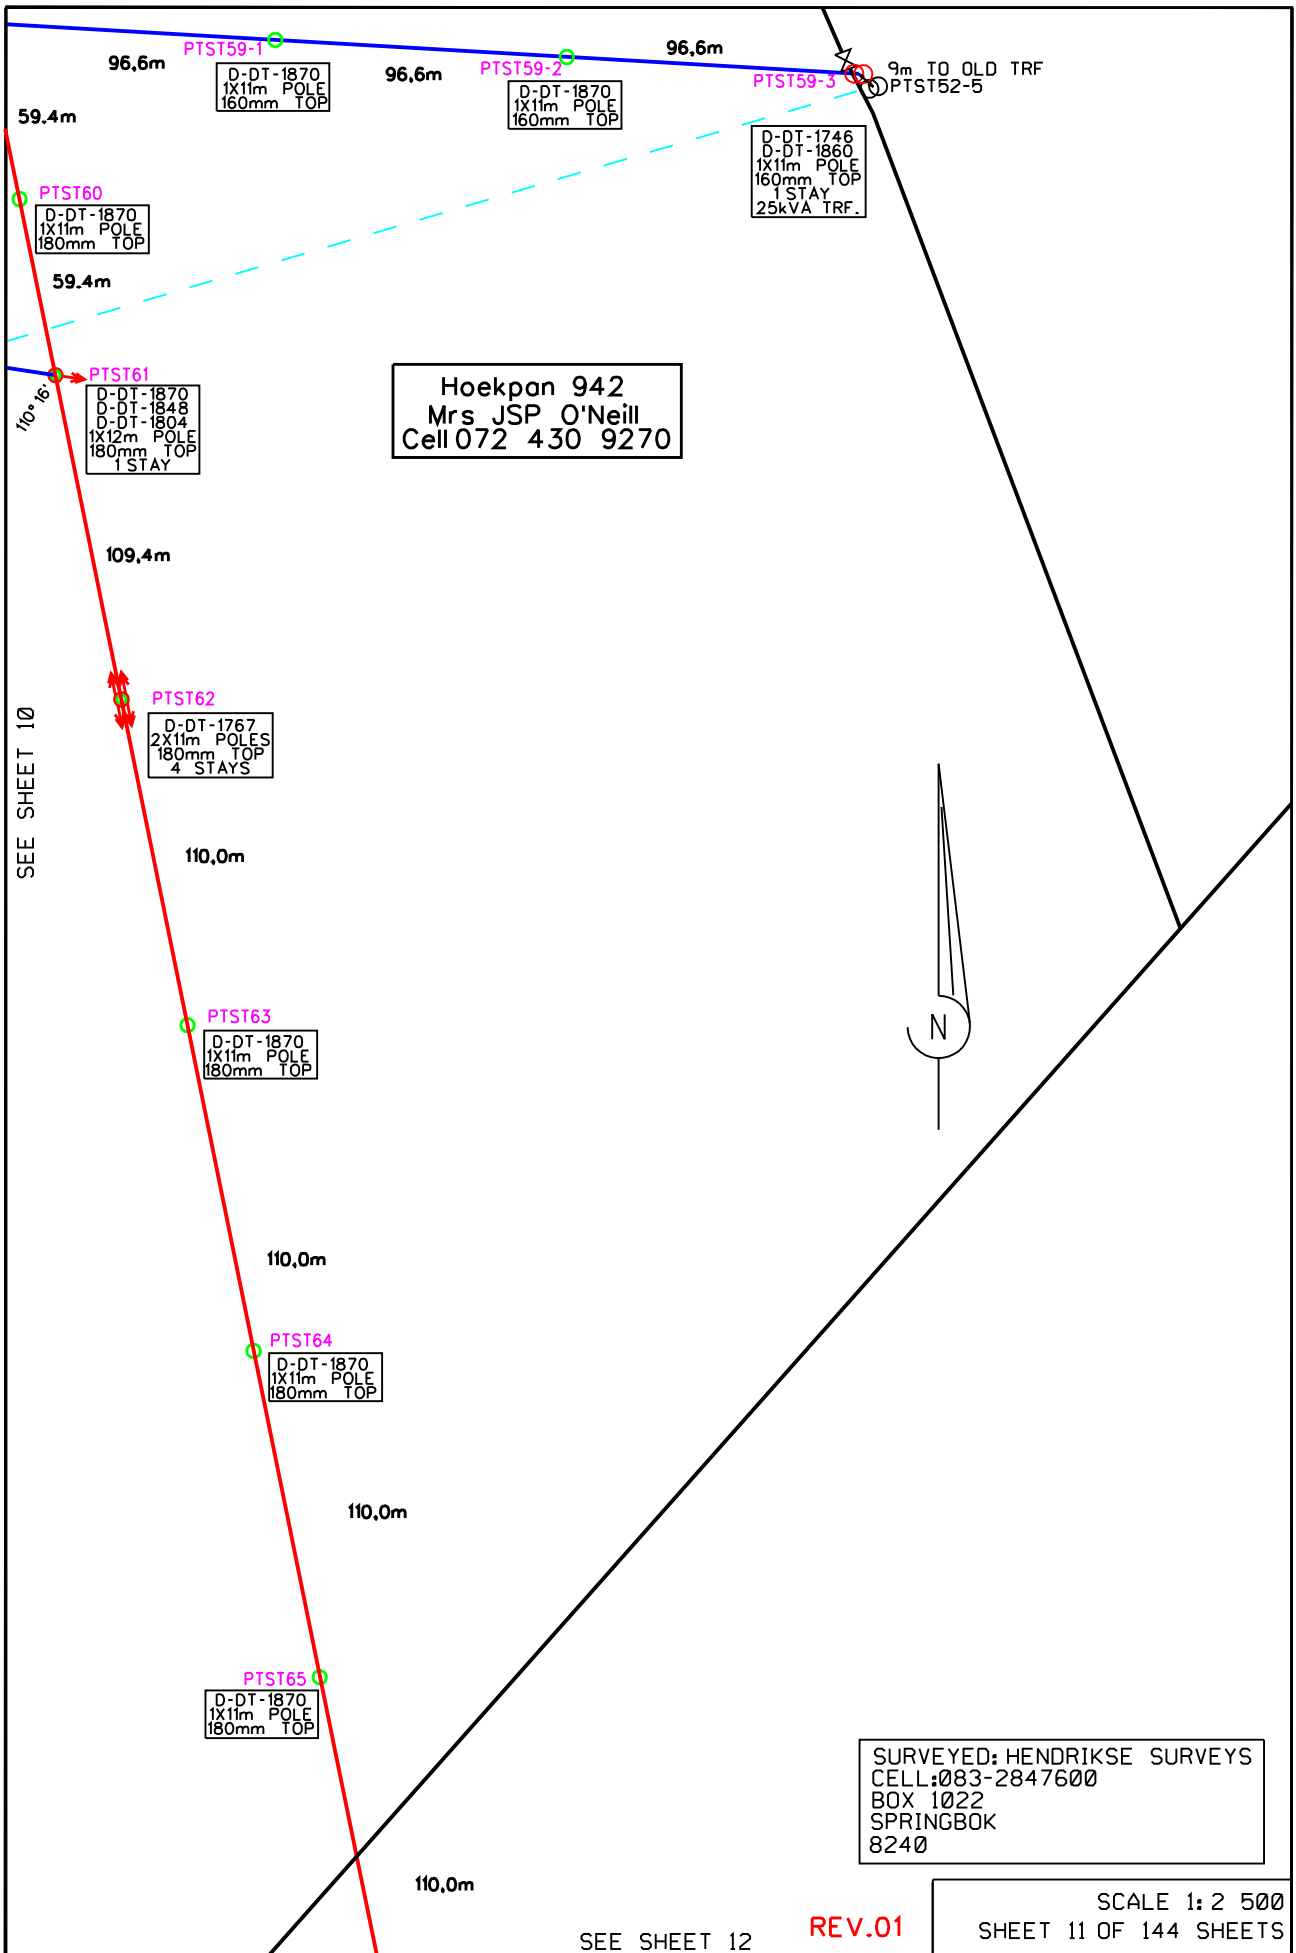 96,6m
PTST59-1
D-DT-1870
1X11m POLE
160mm TOP
96,6m
PTST59-2
D-DT-1870
1X11m POLE
160mm TOP
96,6m
PTST59-3
9m TO OLD TRF
PTST52-5
D-DT-1746
D-DT-1860
1X11m POLE
160mm TOP
1 STAY
25kVA TRF.
59.4m
PTST60
D-DT-1870
1X11m POLE
180mm TOP
59.4m
PTST61
110° 16'
D-DT-1870
D-DT-1848
D-DT-1804
1X12m POLE
180mm TOP
1 STAY
Hoekpan 942
Mrs JSP O'Neill
Cell 072 430 9270
109,4m
PTST62
D-DT-1767
2X11m POLES
180mm TOP
4 STAYS
SEE SHEET 10
110,0m
PTST63
D-DT-1870
1X11m POLE
180mm TOP
N
110,0m
PTST64
D-DT-1870
1X11m POLE
180mm TOP
110,0m
PTST65
D-DT-1870
1X11m POLE
180mm TOP
110,0m
SURVEYED: HENDRIKSE SURVEYS
CELL:083-2847600
BOX 1022
SPRINGBOK
8240
SEE SHEET 12
REV.01
SCALE 1: 2 500
SHEET 11 OF 144 SHEETS